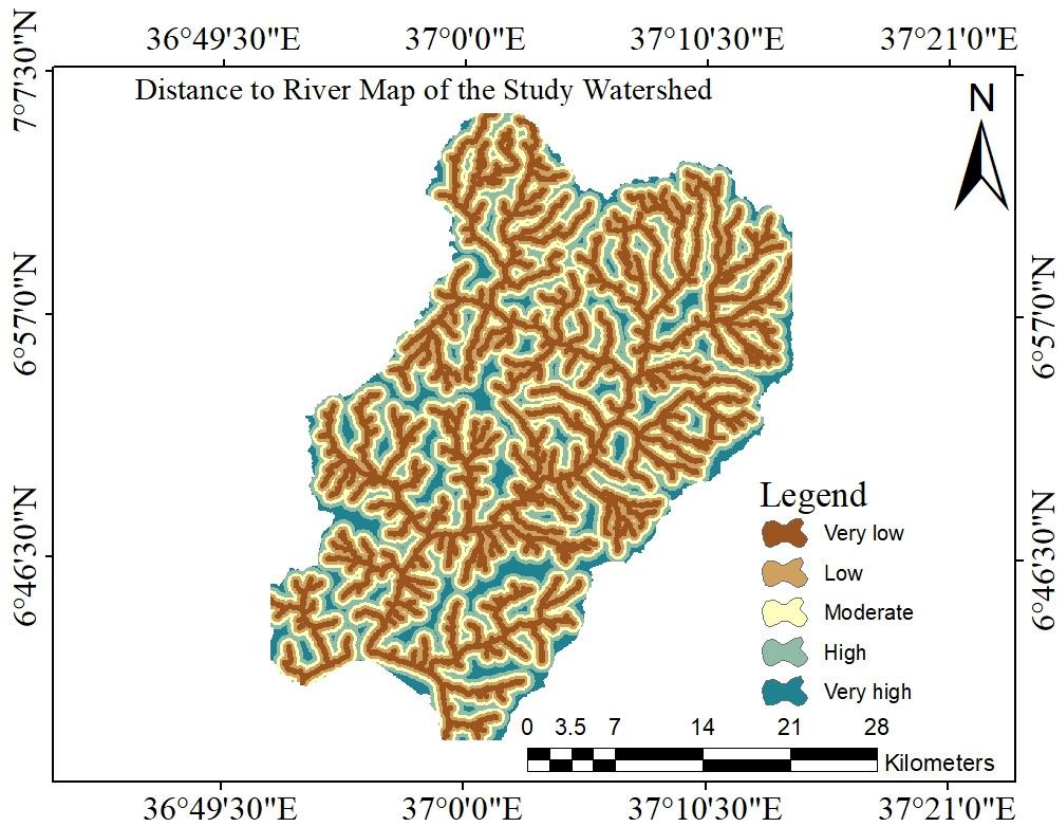 36°49'30"E 37°0'0"E 37°10'30"E 37°21'0"E
7°7'30"N
Distance to River Map of the Study Watershed
N
6°57'0"N
6°57'0"N
Legend
Very low
6°46'30"N
6°46'30"N
Low
Moderate
High
Very high
0 3.5 7 14 21 28
Kilometers
36°49'30"E 37°0'0"E 37°10'30"E 37°21'0"E